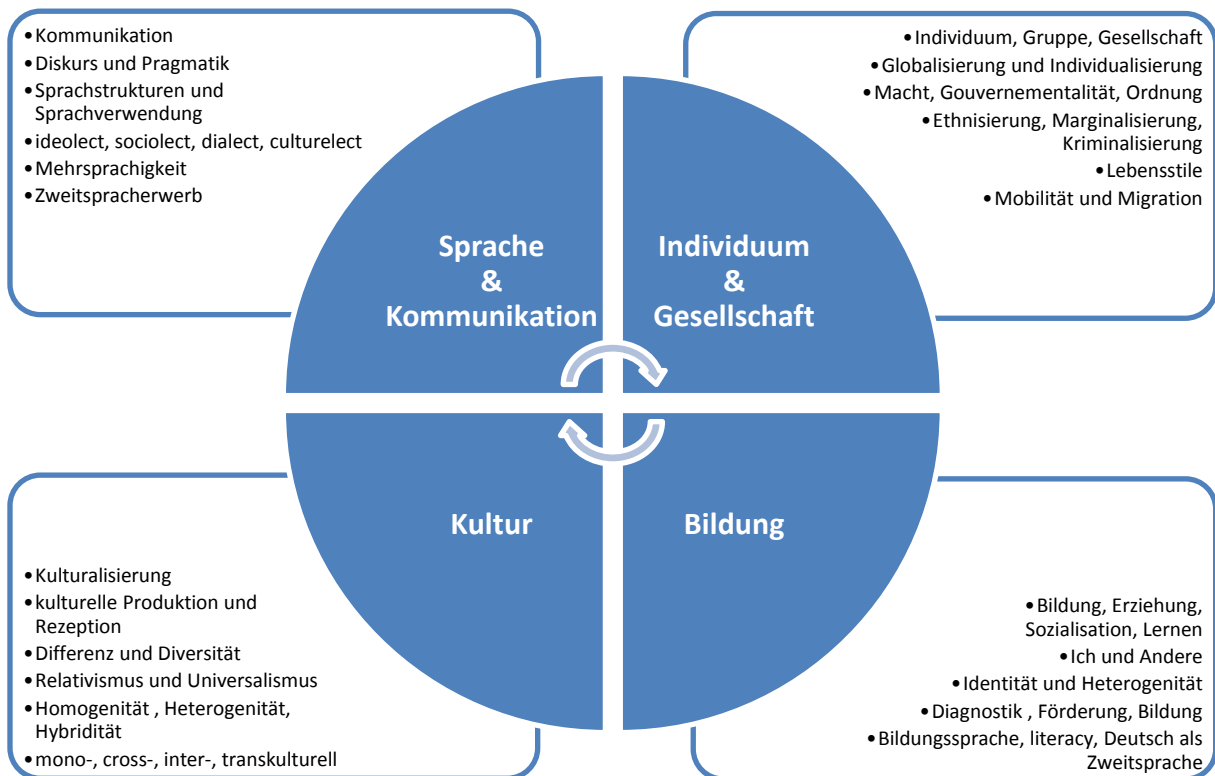 •Kommunikation
•Diskurs und Pragmatik
•Sprachstrukturen und
Sprachverwendung
•ideolect, sociolect, dialect, culturelect
•Mehrsprachigkeit
•Zweitspracherwerb
•Individuum, Gruppe, Gesellschaft
•Globalisierung und Individualisierung
•Macht, Gouvernementalität, Ordnung
•Ethnisierung, Marginalisierung,
Kriminalisierung
•Lebensstile
•Mobilität und Migration
Sprache
&
Kommunikation
Individuum
&
Gesellschaft
Kultur
Bildung
•Kulturalisierung
•kulturelle Produktion und
Rezeption
•Differenz und Diversität
•Relativismus und Universalismus
•Homogenität , Heterogenität,
Hybridität
•mono-, cross-, inter-, transkulturell
•Bildung, Erziehung,
Sozialisation, Lernen
•Ich und Andere
•Identität und Heterogenität
•Diagnostik , Förderung, Bildung
•Bildungssprache, literacy, Deutsch als
Zweitsprache